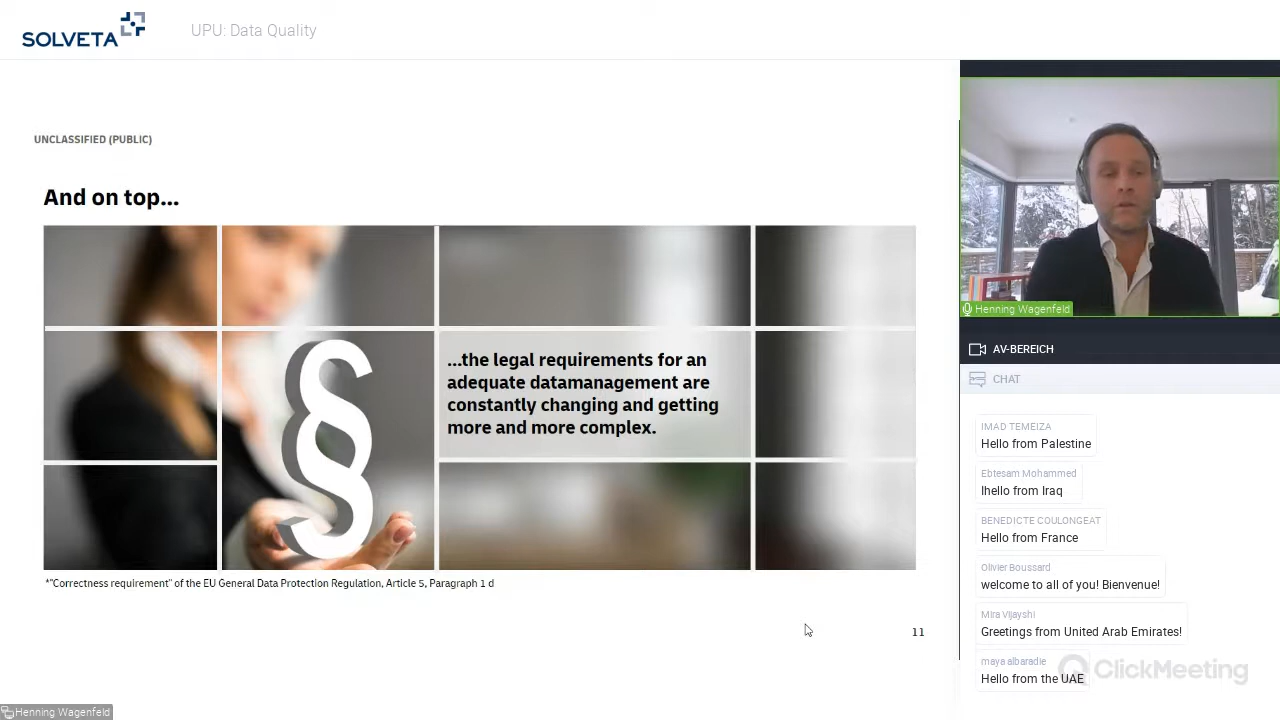 SOLVETA
UPU: Data Quality
UNCLASSIFIED (PUBLIC)
And on top...
§
...the legal requirements for an
adequate datamanagement are
constantly changing and getting
more and more complex.
*"Correctness requirement" of the EU General Data Protection Regulation, Article 5, Paragraph 1 d
11
Henning Wagenfeld
Henning Wagenfeld
AV-BEREICH
CHAT
IMAD TEMEIZA
Hello from Palestine
Ebtesam Mohammed
Ihello from Iraq
BENEDICTE COULONGEAT
Hello from France
Olivier Boussard
welcome to all of you! Bienvenue!
Mira Vijayshi
Greetings from United Arab Emirates!
maya albaradie
Hello from the UAE
ClickMeeting